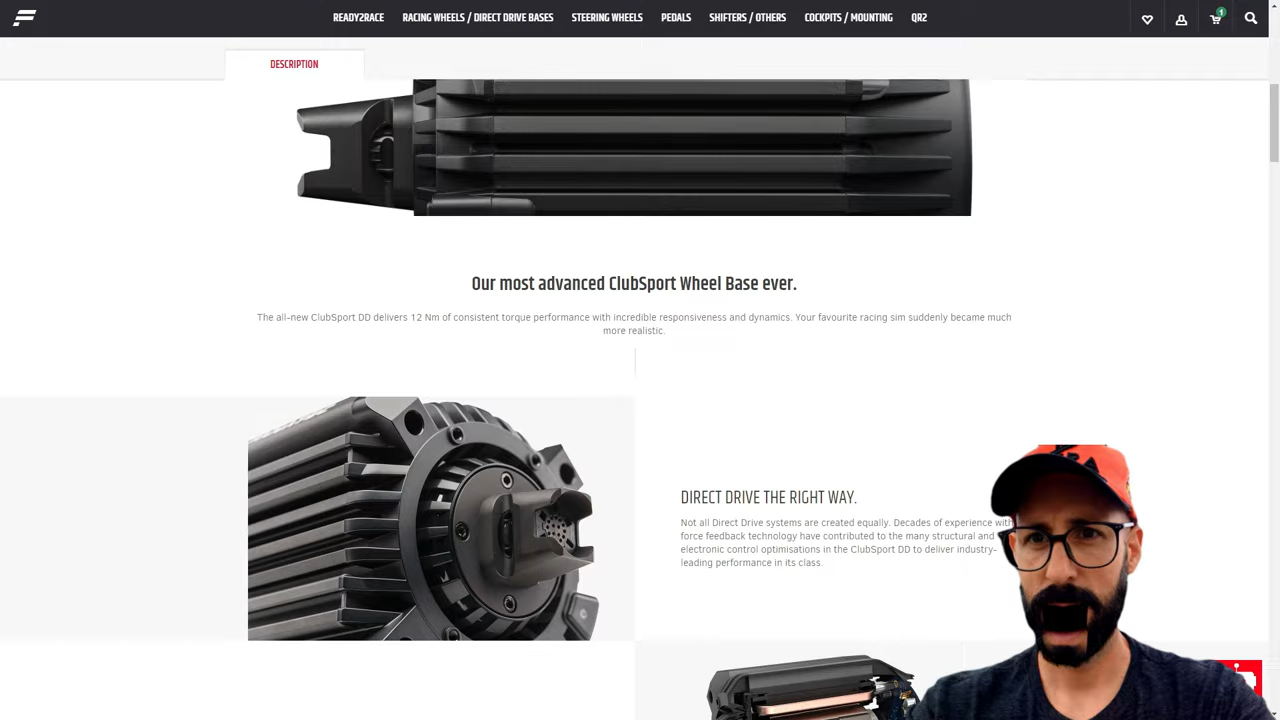 READY2RACE RACING WHEELS / DIRECT DRIVE BASES STEERING WHEELS PEDALS SHIFTERS / OTHERS COCKPITS / MOUNTING QR2
1
DESCRIPTION
Our most advanced ClubSport Wheel Base ever.
The all-new ClubSport DD delivers 12 Nm of consistent torque performance with incredible responsiveness and dynamics. Your favourite racing sim suddenly became much
more realistic.
DIRECT DRIVE THE RIGHT WAY.
Not all Direct Drive systems are created equally. Decades of experience with
force feedback technology have contributed to the many structural and
electronic control optimisations in the ClubSport DD to deliver industry-
leading performance in its class.